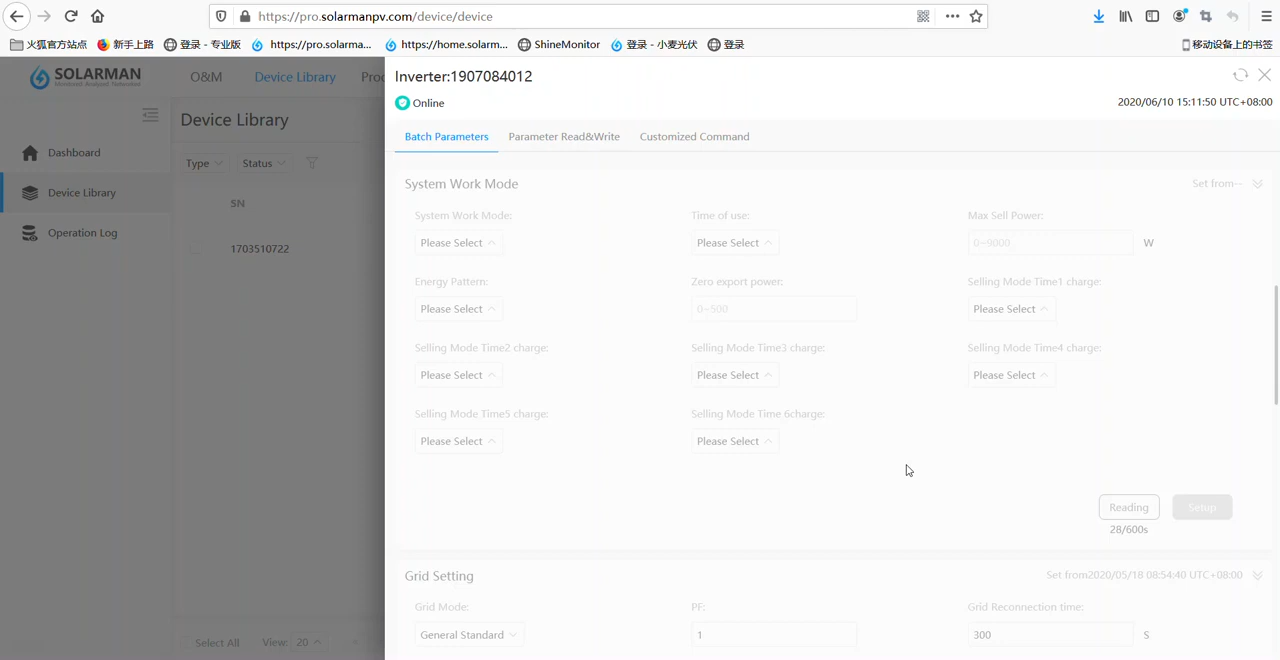 https://pro.solarmanpv.com/device/device
火狐官方站点 新手上路 登录 - 专业版 https://pro.solarma... https://home.solarm... ShineMonitor 登录 - 小麦光伏 登录 移动设备上的书签
SOLARMAN
O&M Device Library Pro
Inverter:1907084012
Online
2020/06/10 15:11:50 UTC+08:00
Batch Parameters Parameter Read&Write Customized Command
Device Library
Dashboard
Device Library
Operation Log
Type Status
SN
1703510722
Select All View: 20
System Work Mode Set from--
System Work Mode: Time of use: Max Sell Power:
Please Select Please Select 0~9000 W
Energy Pattern: Zero export power: Selling Mode Time1 charge:
Please Select 0~500 Please Select
Selling Mode Time2 charge: Selling Mode Time3 charge: Selling Mode Time4 charge:
Please Select Please Select Please Select
Selling Mode Time5 charge: Selling Mode Time 6charge:
Please Select Please Select
Reading Setup
28/600s
Grid Setting Set from2020/05/18 08:54:40 UTC+08:00
Grid Mode: PF: Grid Reconnection time:
General Standard 1 300 S